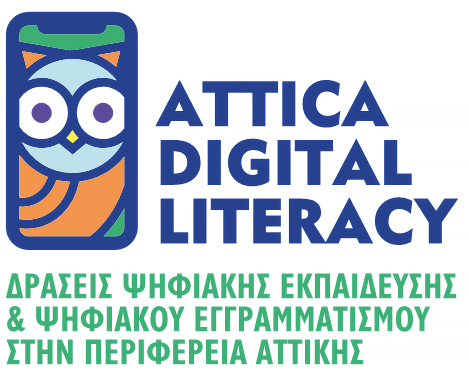 ATTICA
DIGITAL
LITERACY
ΔΡΑΣΕΙΣ ΨΗΦΙΑΚΗΣ ΕΚΠΑΙΔΕΥΣΗΣ
& ΨΗΦΙΑΚΟΥ ΕΓΓΡΑΜΜΑΤΙΣΜΟΥ
ΣΤΗΝ ΠΕΡΙΦΕΡΕΙΑ ΑΤΤΙΚΗΣ